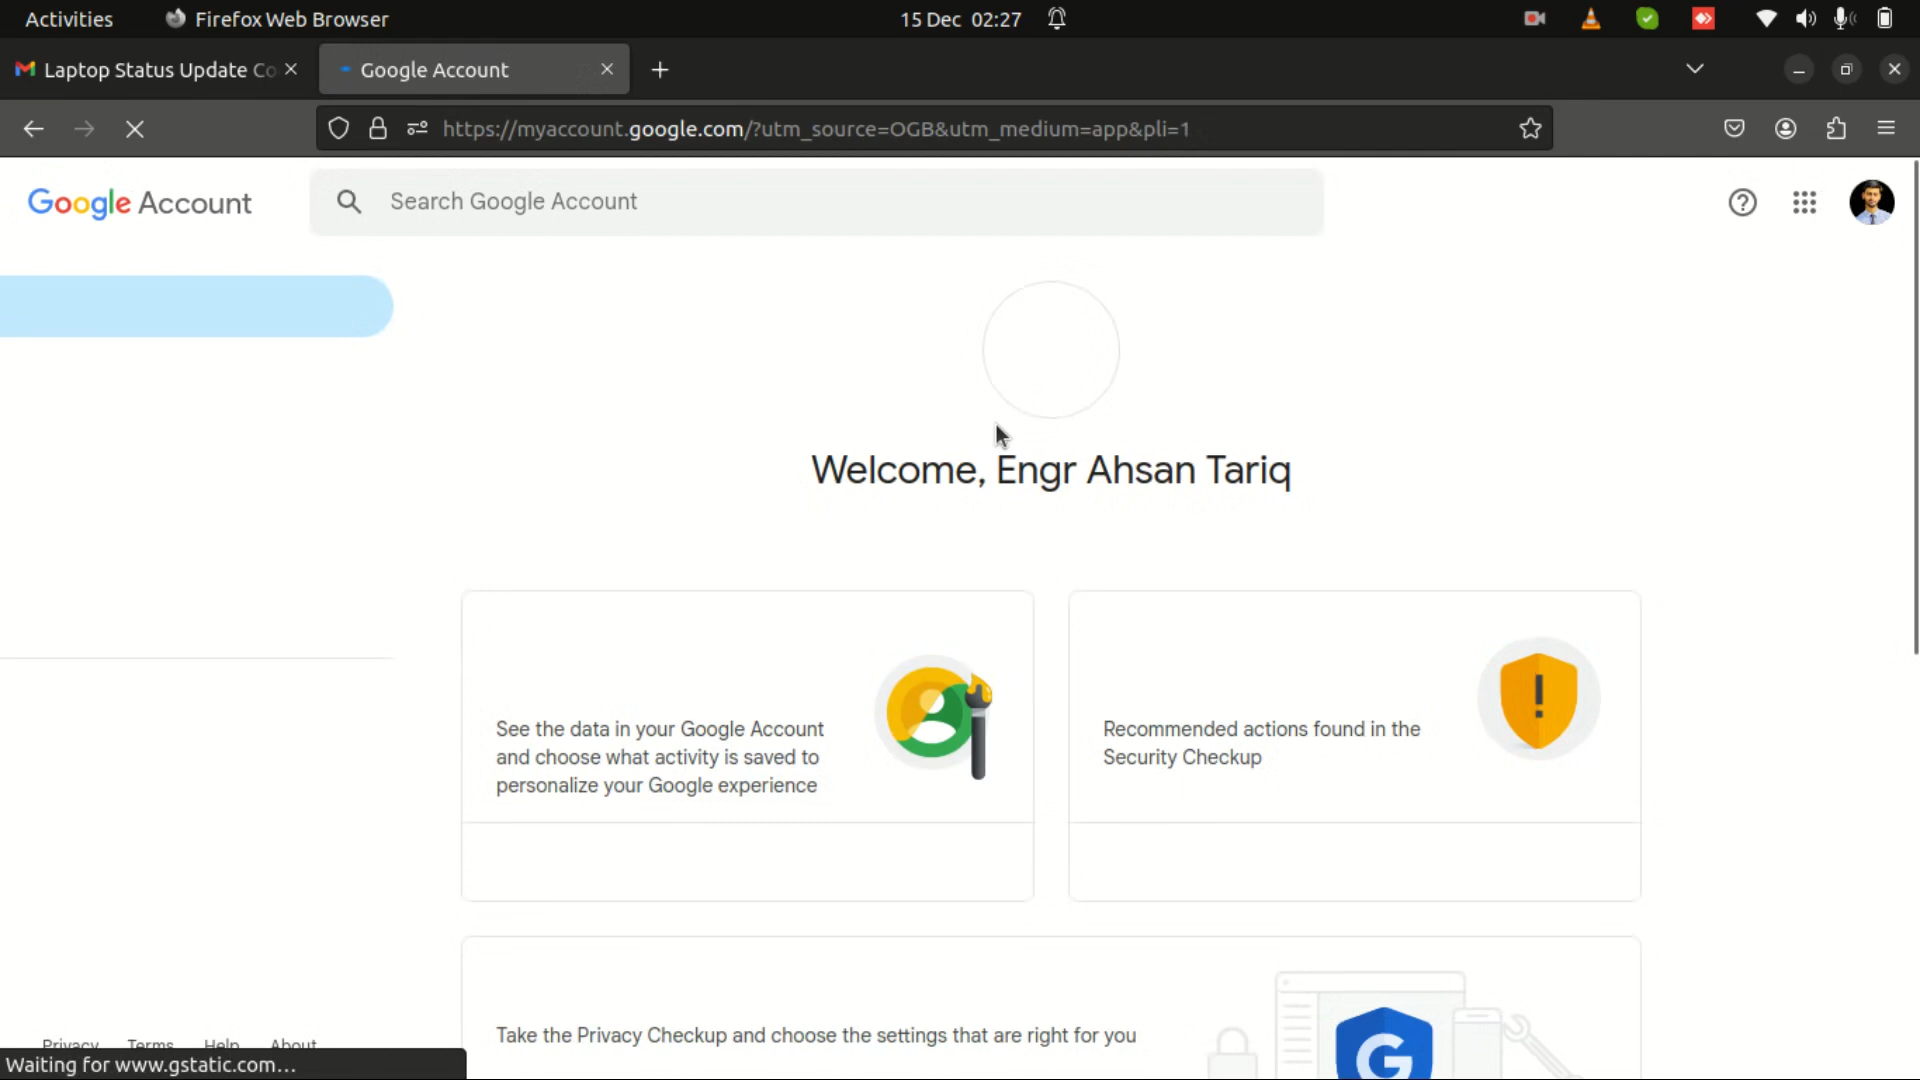 Activities
Firefox Web Browser
15 Dec 02:27
Laptop Status Update Co
Google Account
https://myaccount.google.com/?utm_source=OGB&utm_medium=app&pli=1
Google Account
Search Google Account
Welcome, Engr Ahsan Tariq
See the data in your Google Account
and choose what activity is saved to
personalize your Google experience
Recommended actions found in the
Security Checkup
Take the Privacy Checkup and choose the settings that are right for you
G
Privacy Terms Help About
Waiting for www.gstatic.com…